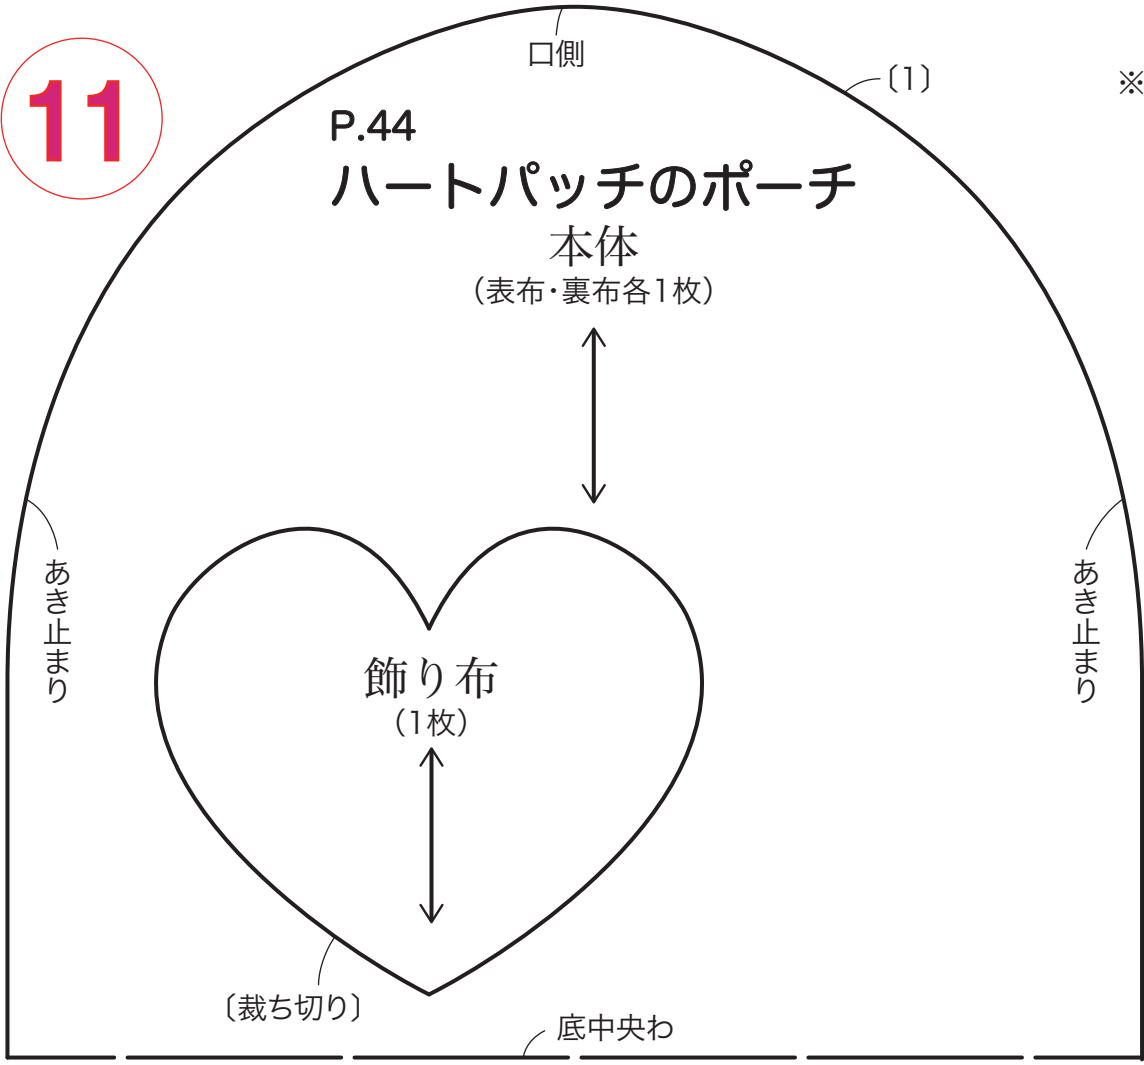 口側
〔1〕
※
11
P.44
ハートパッチのポーチ
本体
（表布・裏布各1枚）
あき止まり
あき止まり
飾り布
（1枚）
〔裁ち切り〕
底中央わ